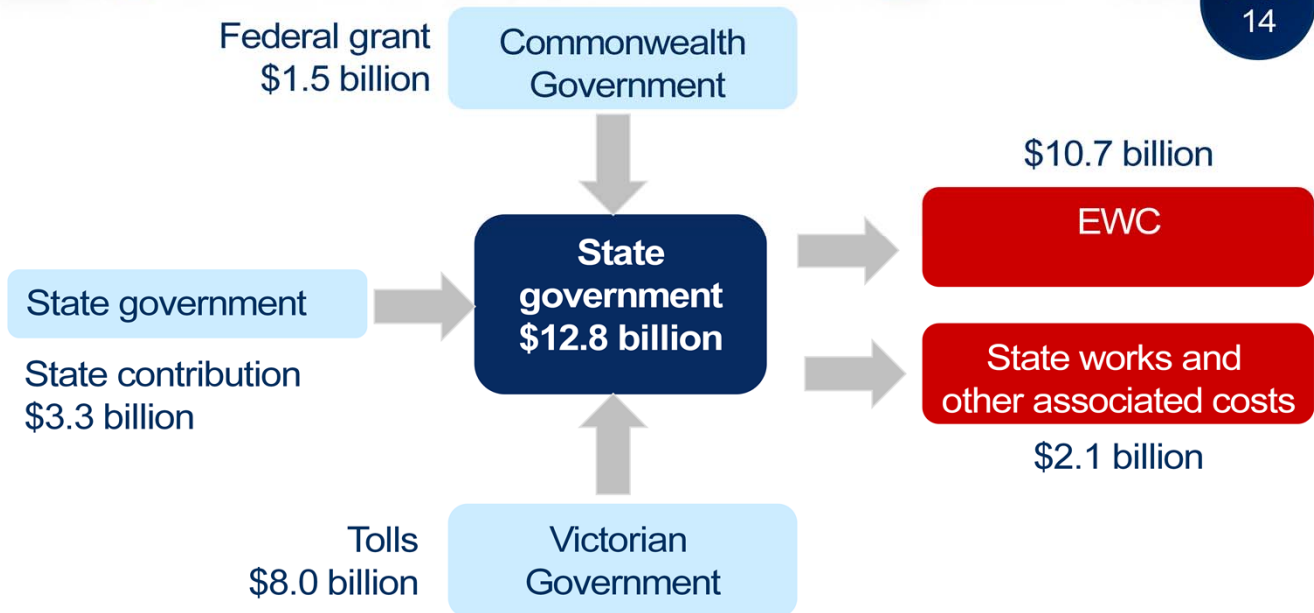 14
Federal grant
$1.5 billion
Commonwealth
Government
$10.7 billion
EWC
State
government
$12.8 billion
State government
State contribution
$3.3 billion
State works and
other associated costs
$2.1 billion
Tolls
$8.0 billion
Victorian
Government